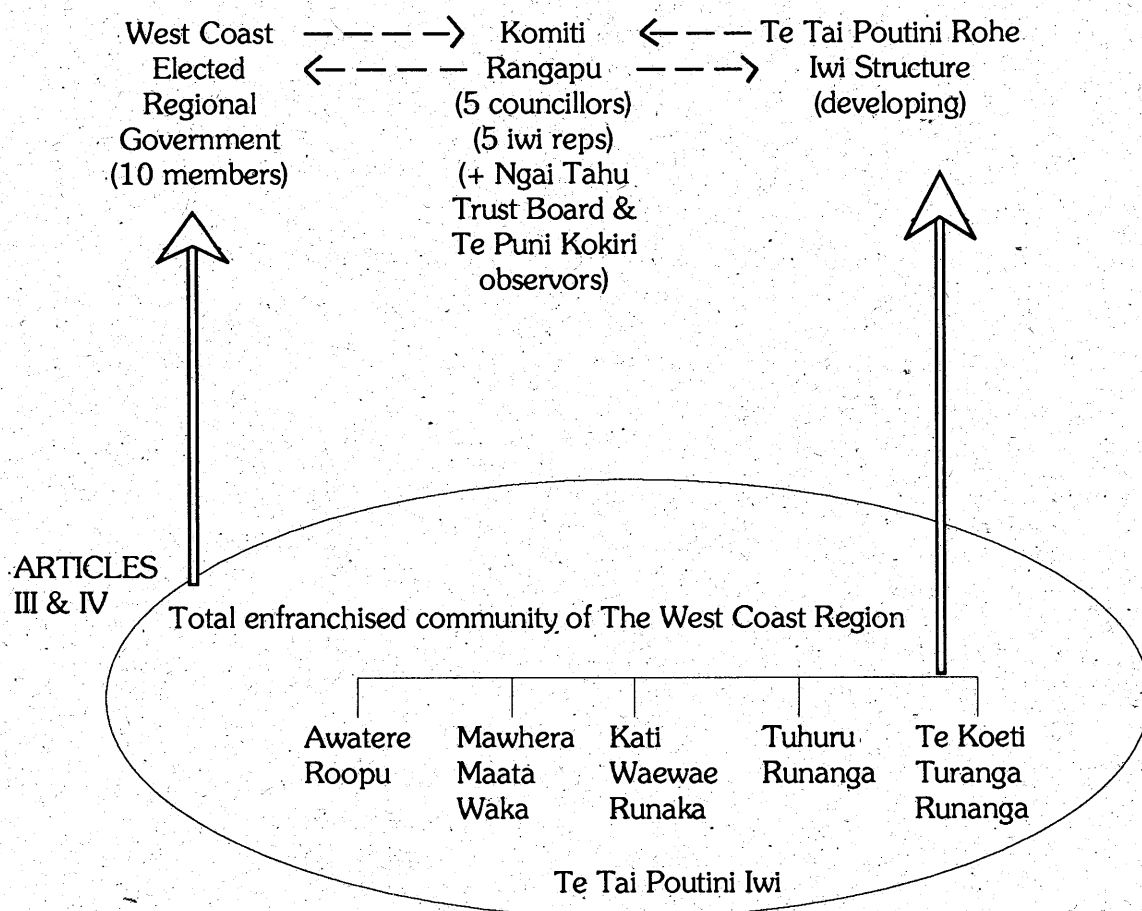 West Coast
Elected
Regional
Government
(10 members)
Komiti
Rangapu
(5 councillors)
(5 iwi reps)
(+ Ngai Tahu
Trust Board &
Te Puni Kokiri
observors)
Te Tai Poutini Rohe
Iwi Structure
(developing)
ARTICLES
III & IV
Total enfranchised community of The West Coast Region
Awatere
Roopu
Mawhera
Maata
Waka
Kati
Waewae
Runaka
Tuhuru
Runanga
Te Koeti
Turanga
Runanga
Te Tai Poutini Iwi